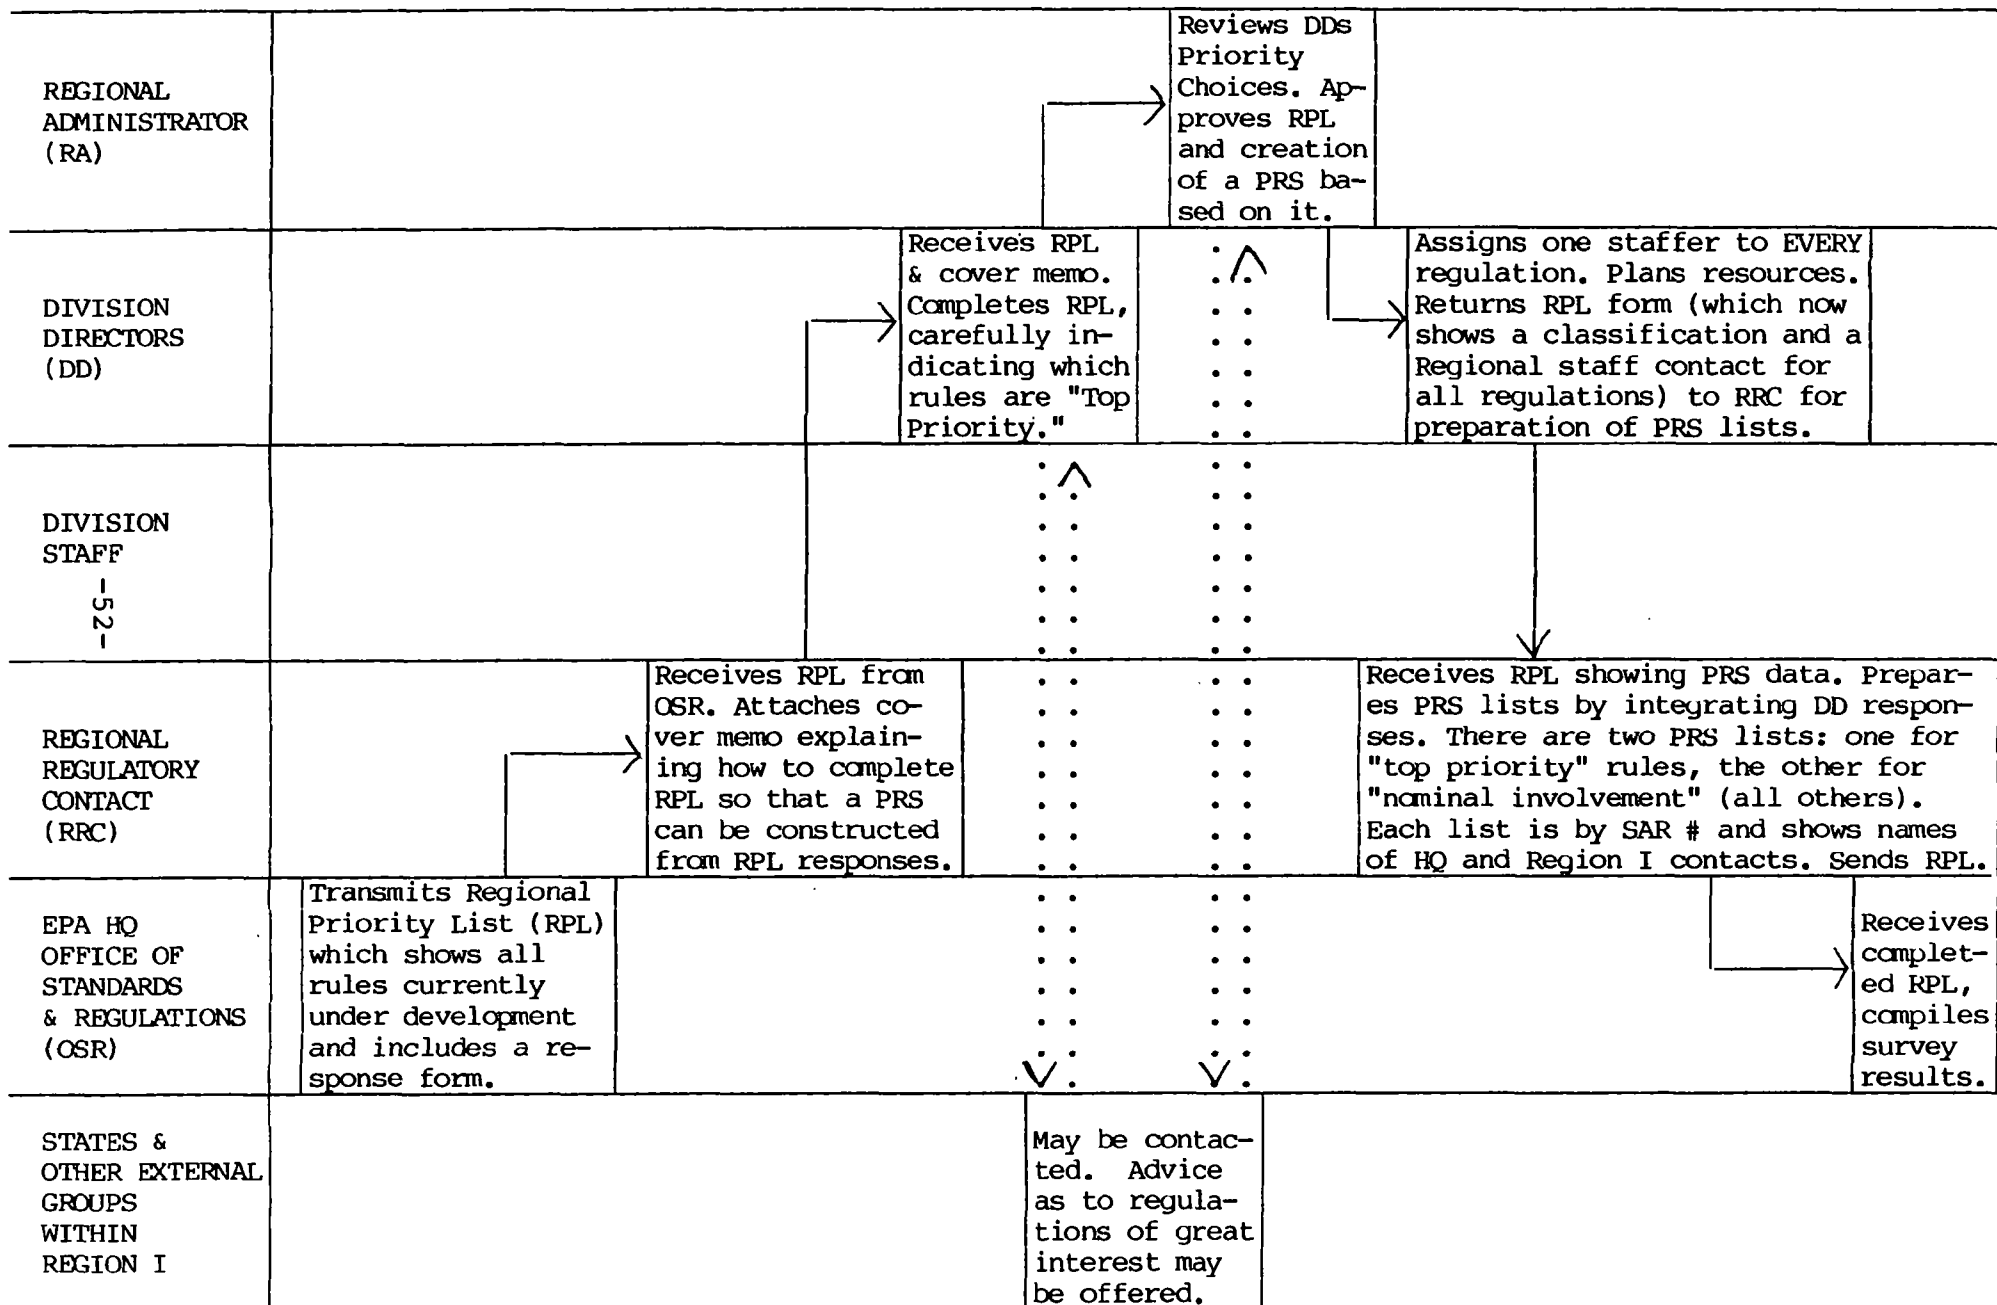 REGIONAL
ADMINISTRATOR
(RA)
Reviews DDs
Priority
Choices. Ap-
proves RPL
and creation
of a PRS ba-
sed on it.
DIVISION
DIRECTORS
(DD)
Receives RPL
& cover memo.
Completes RPL,
carefully in-
dicating which
rules are "Top
Priority."
Assigns one staffer to EVERY
regulation. Plans resources.
Returns RPL form (which now
shows a classification and a
Regional staff contact for
all regulations) to RRC for
preparation of PRS lists.
DIVISION
STAFF
-52-
REGIONAL
REGULATORY
CONTACT
(RRC)
Receives RPL from
OSR. Attaches co-
ver memo explain-
ing how to complete
RPL so that a PRS
can be constructed
from RPL responses.
Receives RPL showing PRS data. Prepar-
es PRS lists by integrating DD respon-
ses. There are two PRS lists: one for
"top priority" rules, the other for
"nominal involvement" (all others).
Each list is by SAR # and shows names
of HQ and Region I contacts. Sends RPL.
EPA HQ
OFFICE OF
STANDARDS
& REGULATIONS
(OSR)
Transmits Regional
Priority List (RPL)
which shows all
rules currently
under development
and includes a re-
sponse form.
Receives
complet-
ed RPL,
compiles
survey
results.
STATES &
OTHER EXTERNAL
GROUPS
WITHIN
REGION I
May be contac-
ted. Advice
as to regula-
tions of great
interest may
be offered.